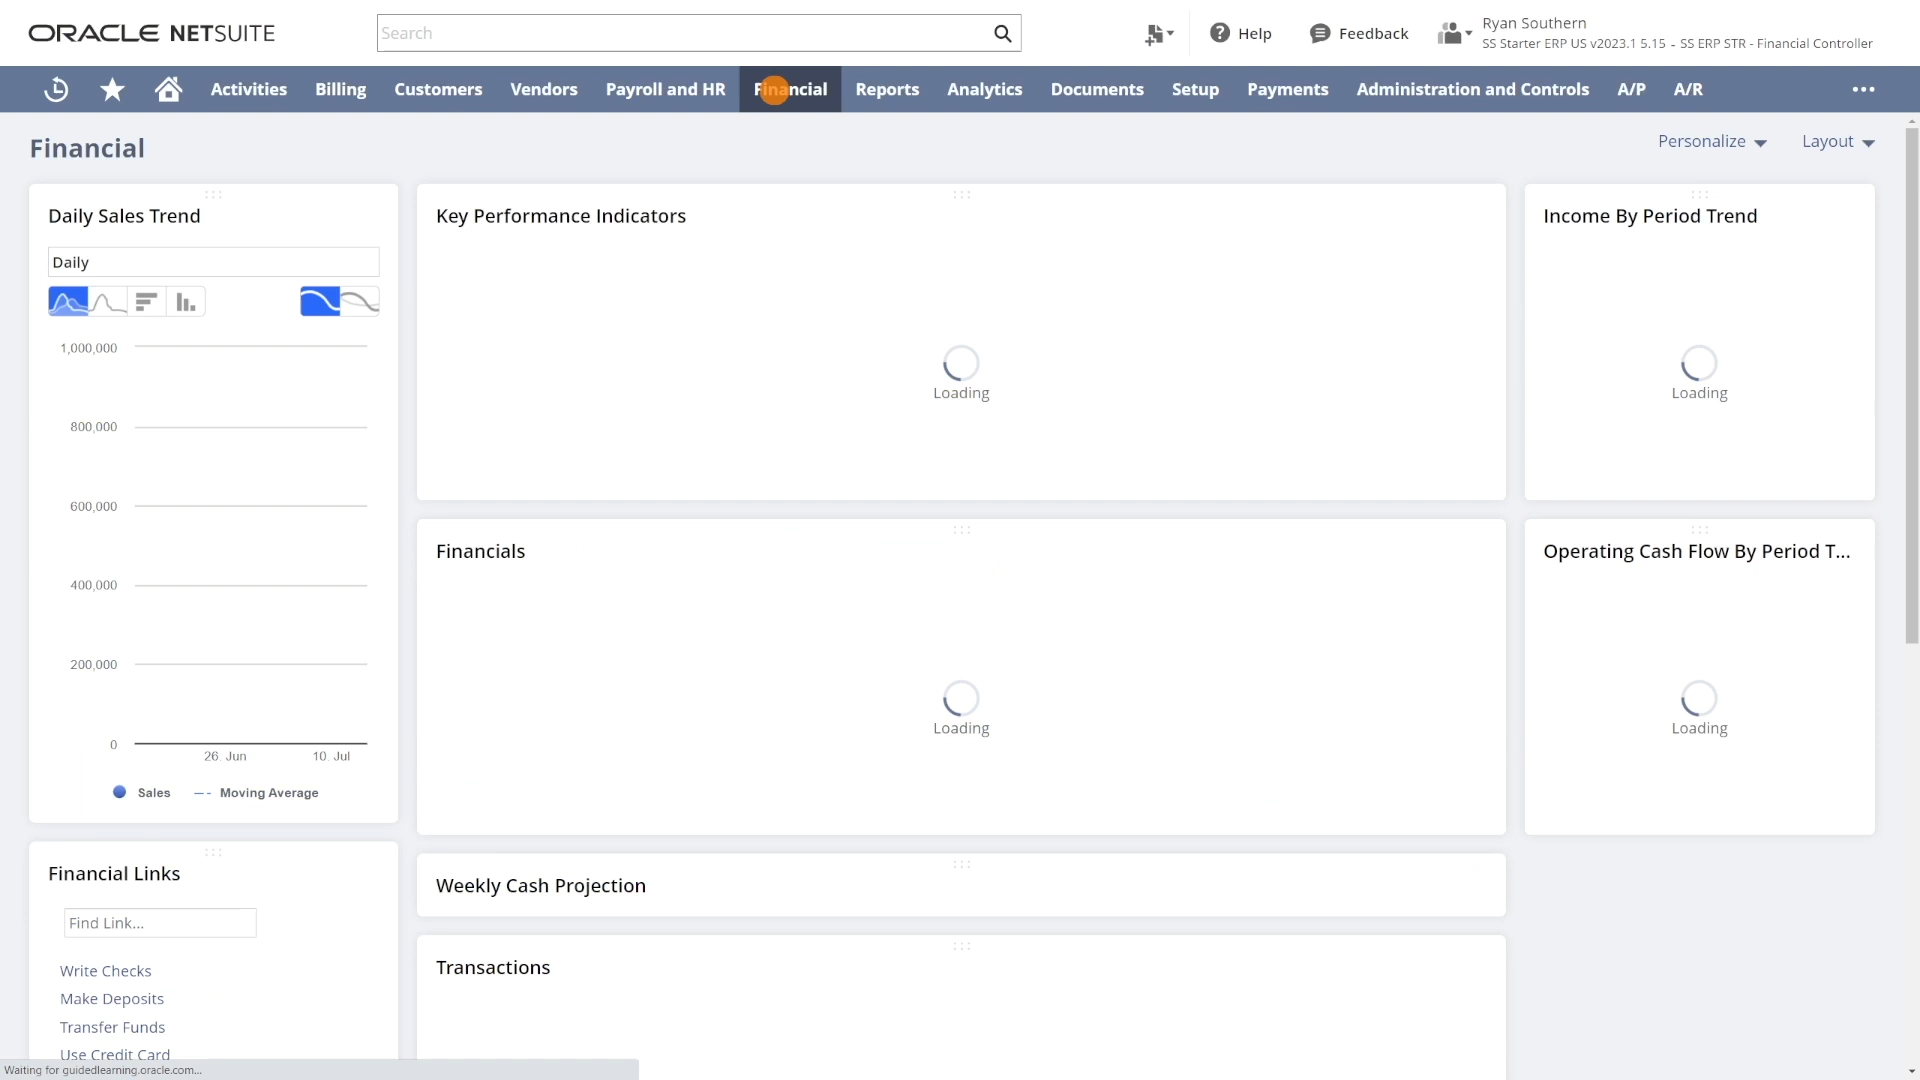 ORACLE NETSUITE
Search
Help
Feedback
Ryan Southern
SS Starter ERP US v2023.1 5.15 - SS ERP STR - Financial Controller
Activities
Billing
Customers
Vendors
Payroll and HR
Financial
Reports
Analytics
Documents
Setup
Payments
Administration and Controls
A/P
A/R
Financial
Personalize
Layout
Daily Sales Trend
Daily
1,000,000
800,000
600,000
400,000
200,000
0
26. Jun
10. Jul
Sales
Moving Average
Key Performance Indicators
Loading
Income By Period Trend
Loading
Financials
Loading
Operating Cash Flow By Period T...
Loading
Financial Links
Find Link...
Write Checks
Make Deposits
Transfer Funds
Use Credit Card
Weekly Cash Projection
Transactions
Waiting for guidedlearning.oracle.com...